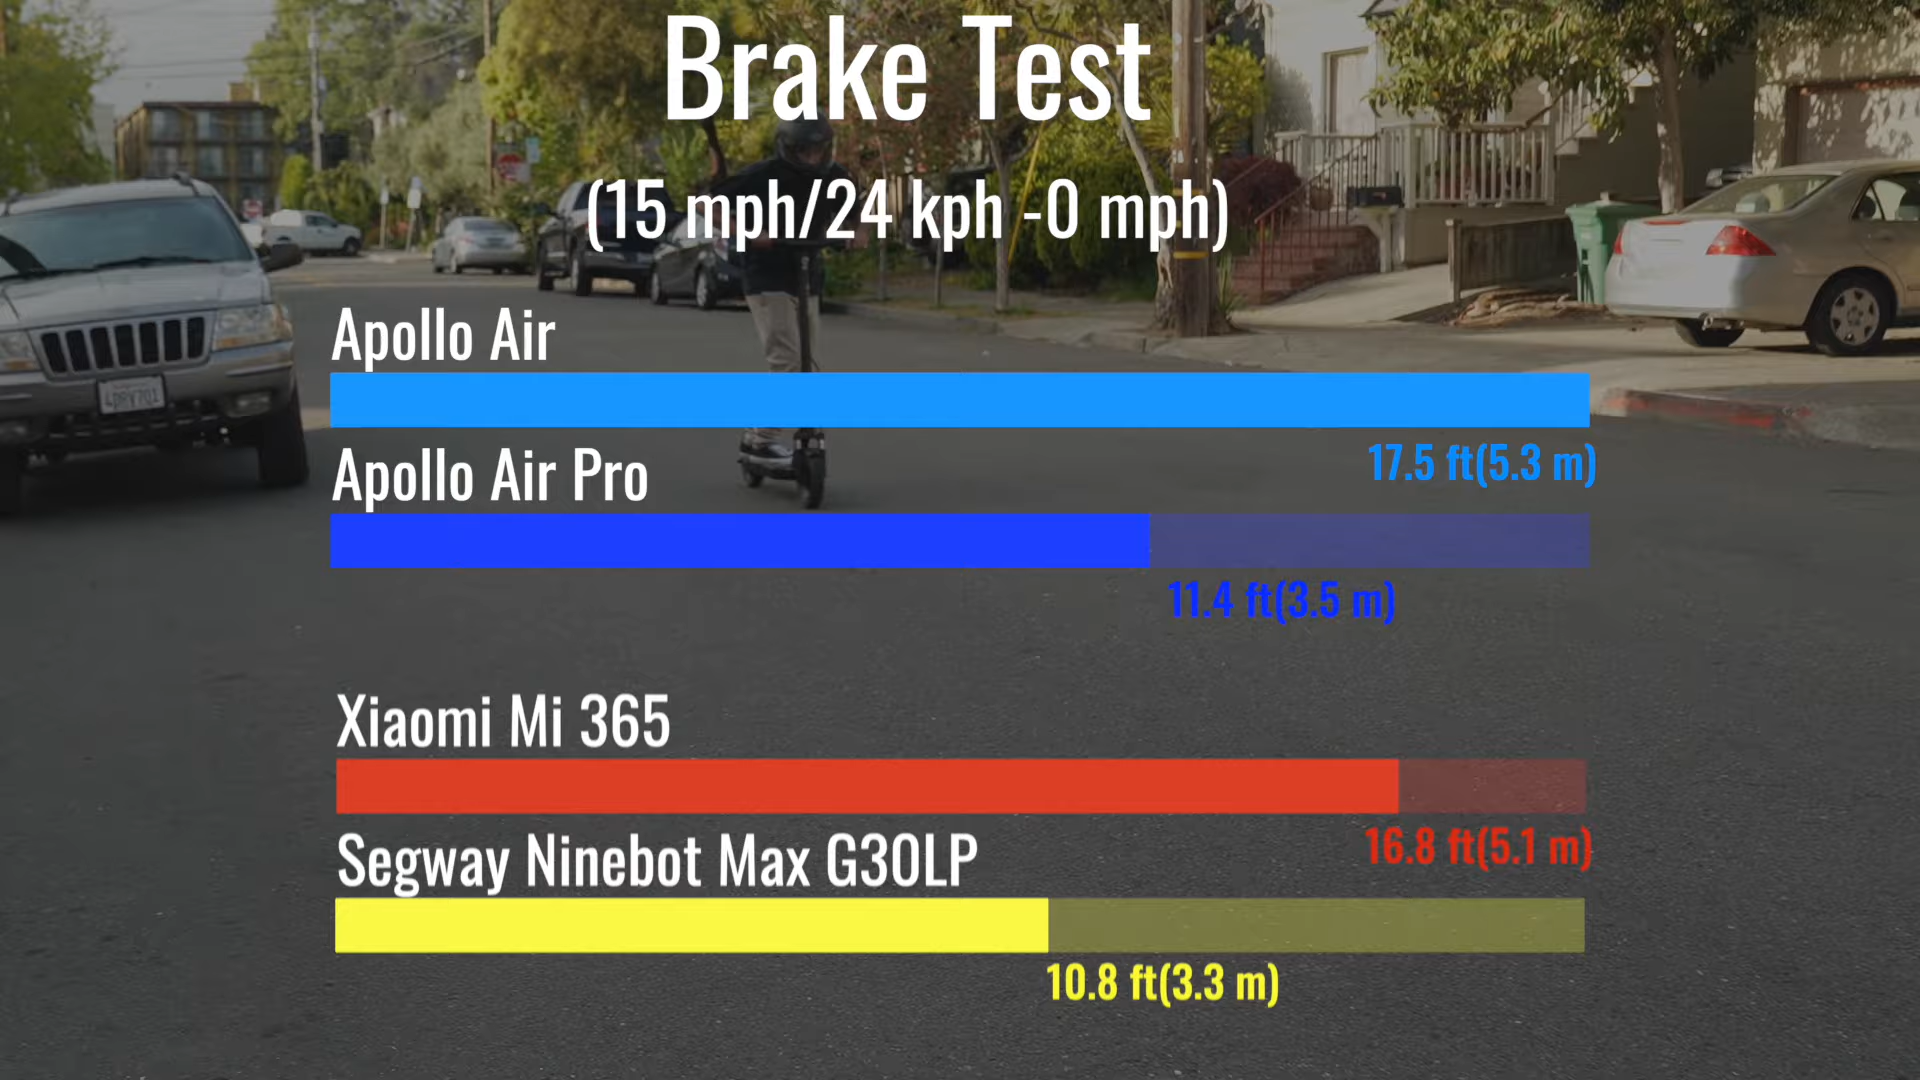 Brake Test
(15 mph/24 kph -0 mph)
Apollo Air
17.5 ft(5.3 m)
Apollo Air Pro
11.4 ft(3.5 m)
Xiaomi Mi 365
16.8 ft(5.1 m)
Segway Ninebot Max G30LP
10.8 ft(3.3 m)